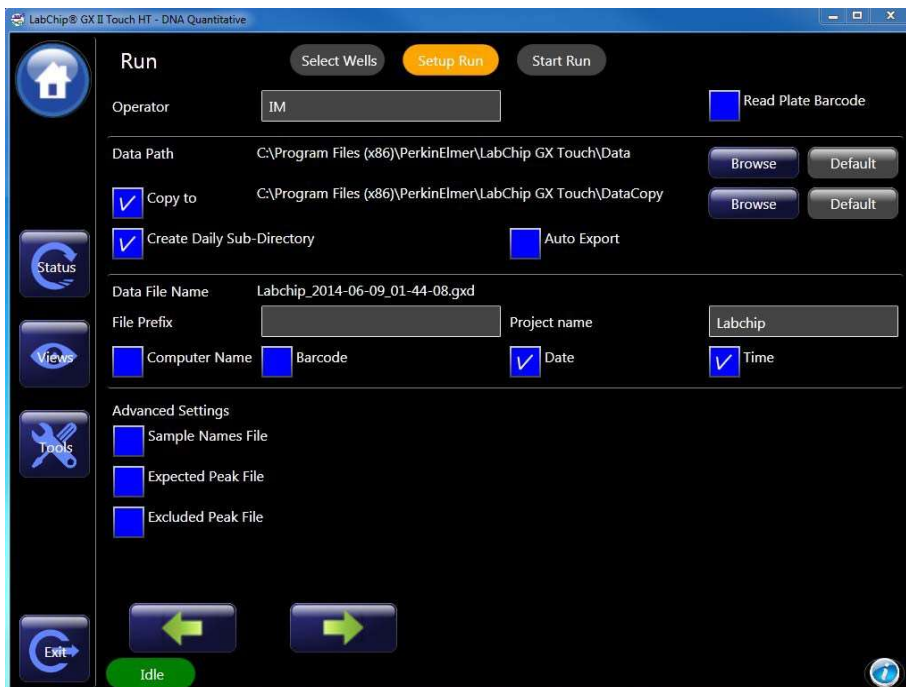 LabChip® GX II Touch HT - DNA Quantitative
Run
Select Wells
Setup Run
Start Run
Operator
IM
Read Plate Barcode
Data Path
C:\Program Files (x86)\PerkinElmer\LabChip GX Touch\Data
Browse
Default
Copy to
C:\Program Files (x86)\PerkinElmer\LabChip GX Touch\DataCopy
Browse
Default
Create Daily Sub-Directory
Auto Export
Status
Data File Name
Labchip_2014-06-09_01-44-08.gxd
File Prefix
Project name
Labchip
Views
Computer Name
Barcode
Date
Time
Advanced Settings
Tools
Sample Names File
Expected Peak File
Excluded Peak File
Exit
Idle